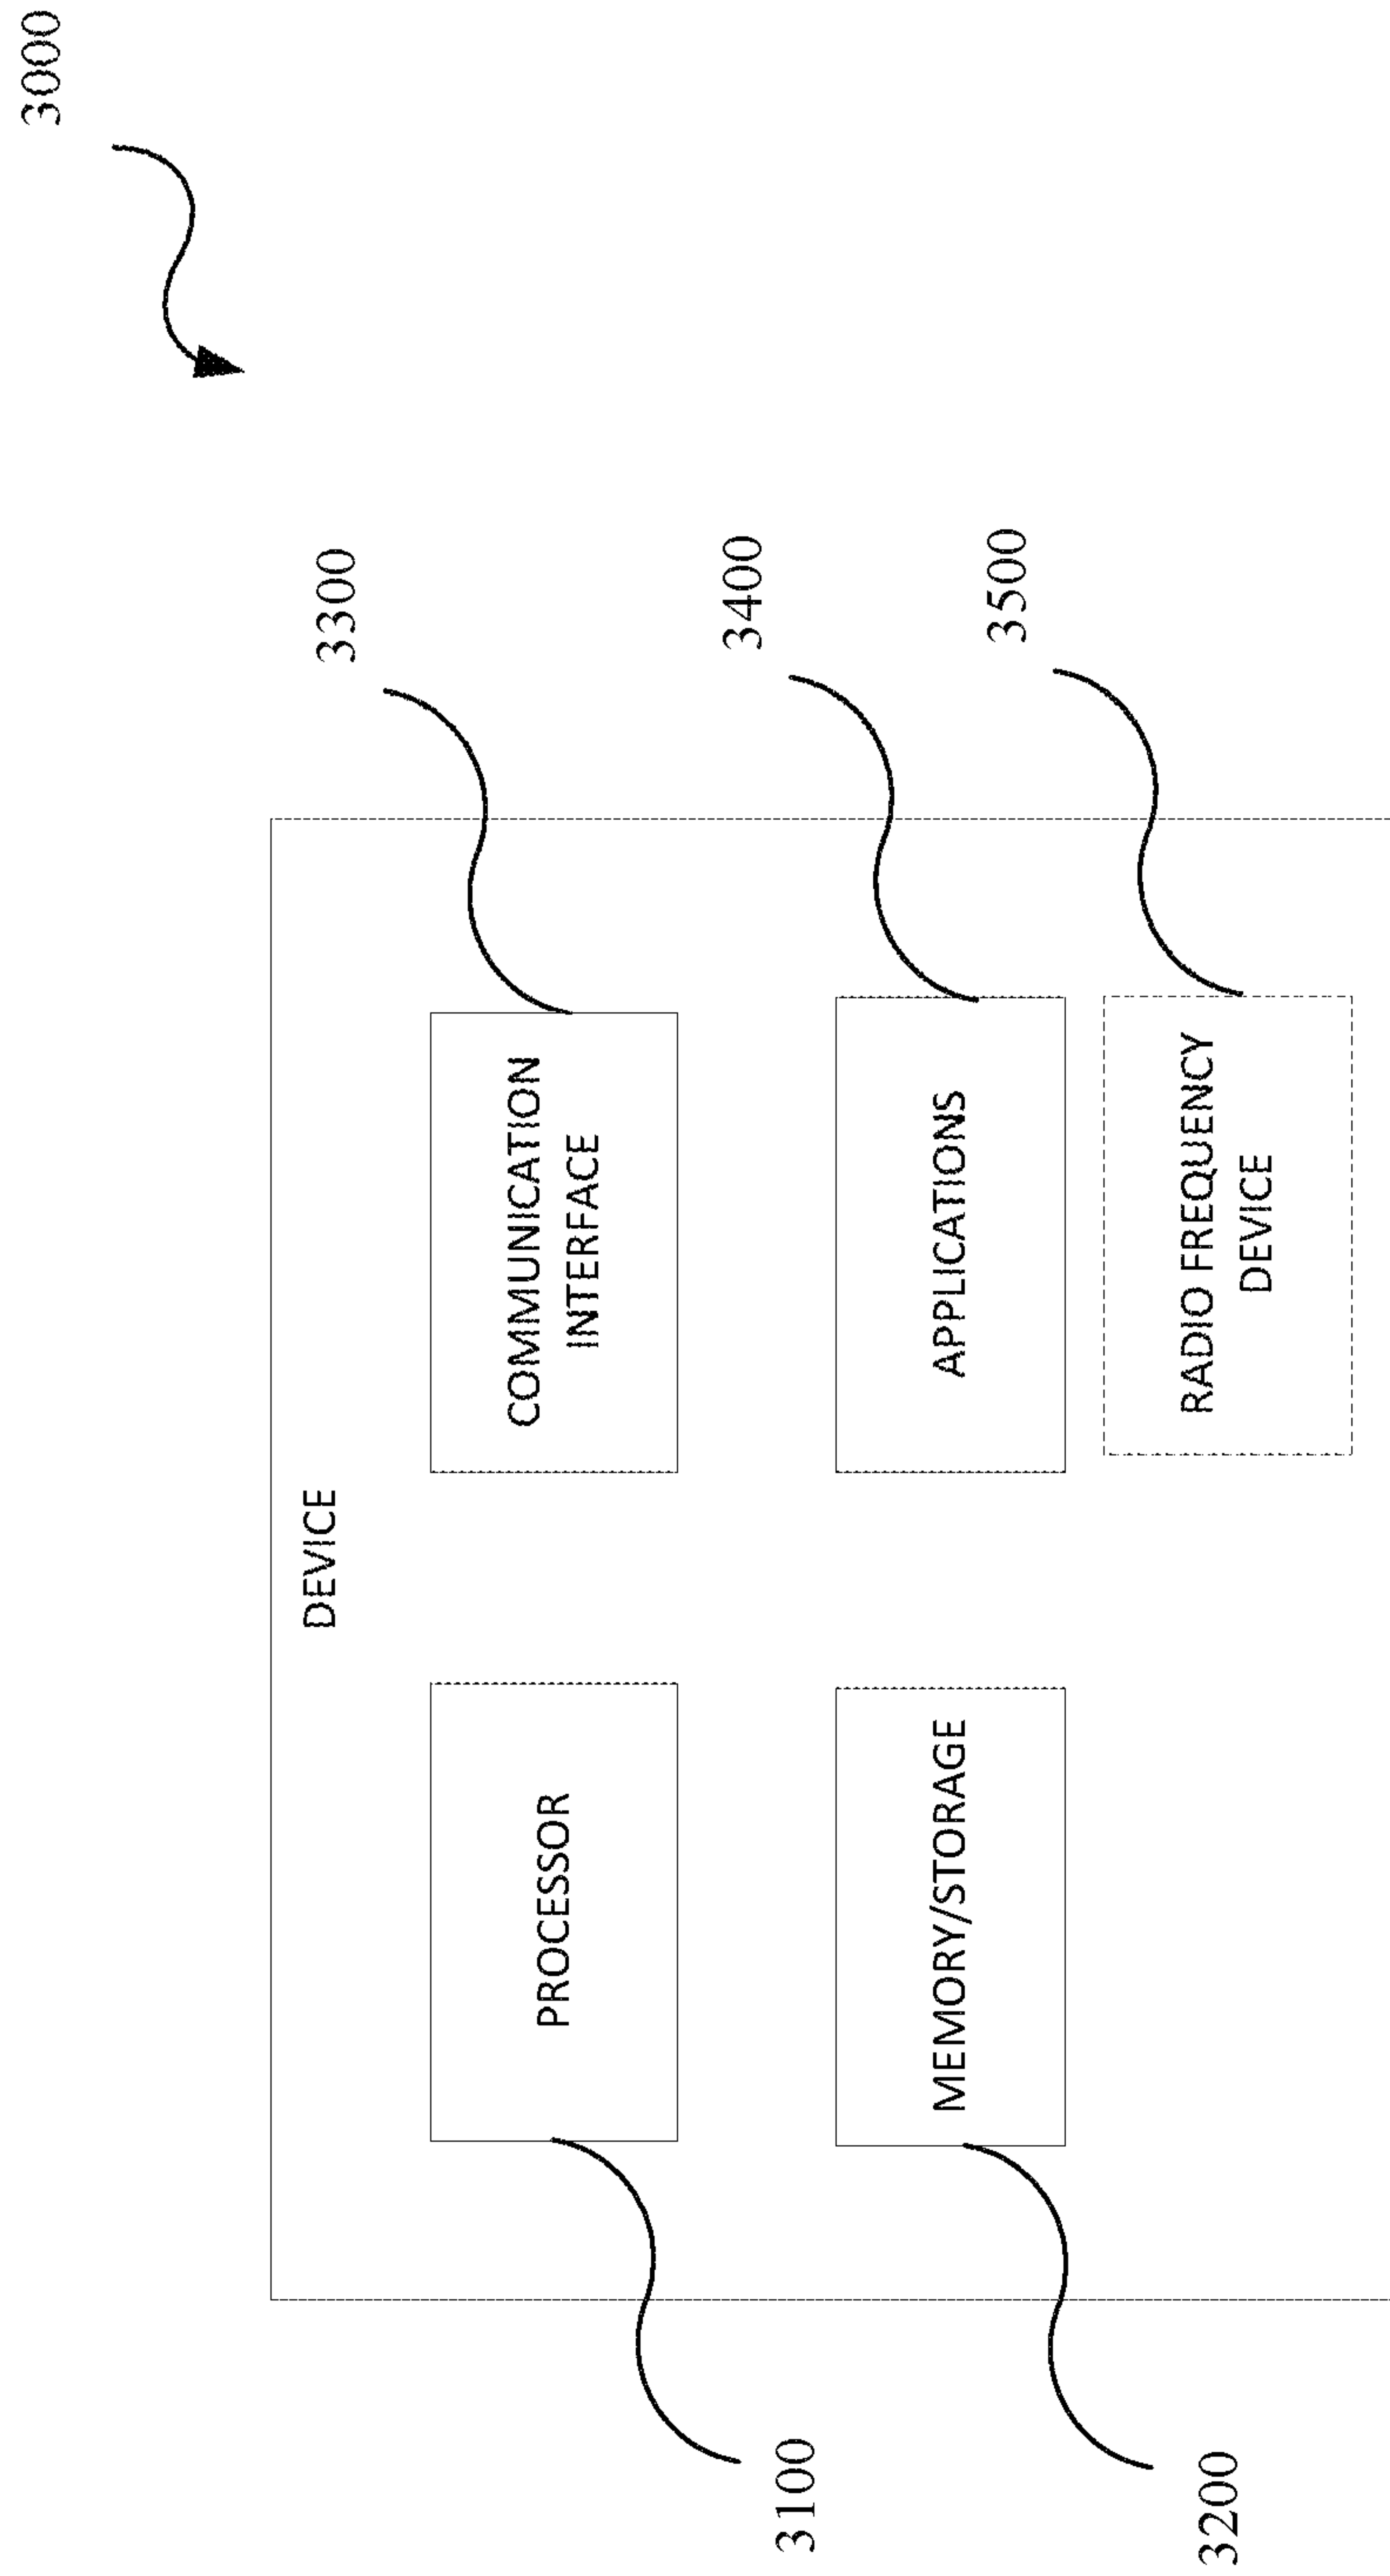 3000
DEVICE
PROCESSOR
COMMUNICATION
INTERFACE
3300
3100
MEMORY/STORAGE
APPLICATIONS
3400
3200
RADIO FREQUENCY
DEVICE
3500